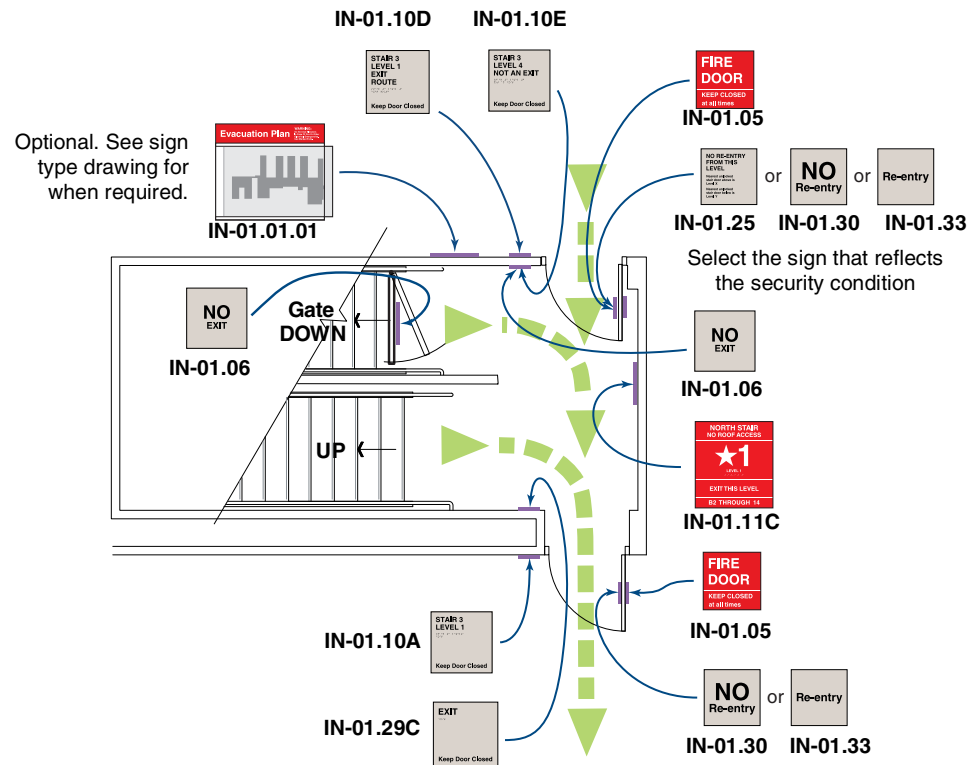 IN-01.10D
IN-01.10E
STAIR 3
LEVEL 1
EXIT
ROUTE
Keep Door Closed
STAIR 3
LEVEL 4
NOT AN EXIT
Keep Door Closed
FIRE
DOOR
KEEP CLOSED
at all times
IN-01.05
Optional. See sign
type drawing for
when required.
Evacuation Plan
IN-01.01.01
NO RE-ENTRY
FROM THIS
LEVEL
or
NO
Re-entry
or
Re-entry
IN-01.25
IN-01.30
IN-01.33
Select the sign that reflects
the security condition
NO
EXIT
IN-01.06
Gate
DOWN
UP
NO
EXIT
IN-01.06
NORTH STAIR
NO ROOF ACCESS
★1
LEVEL 1
EXIT THIS LEVEL
B2 THROUGH 14
IN-01.11C
FIRE
DOOR
KEEP CLOSED
at all times
IN-01.05
STAIR 3
LEVEL 1
Keep Door Closed
IN-01.10A
EXIT
Keep Door Closed
IN-01.29C
NO
Re-entry
or
Re-entry
IN-01.30
IN-01.33